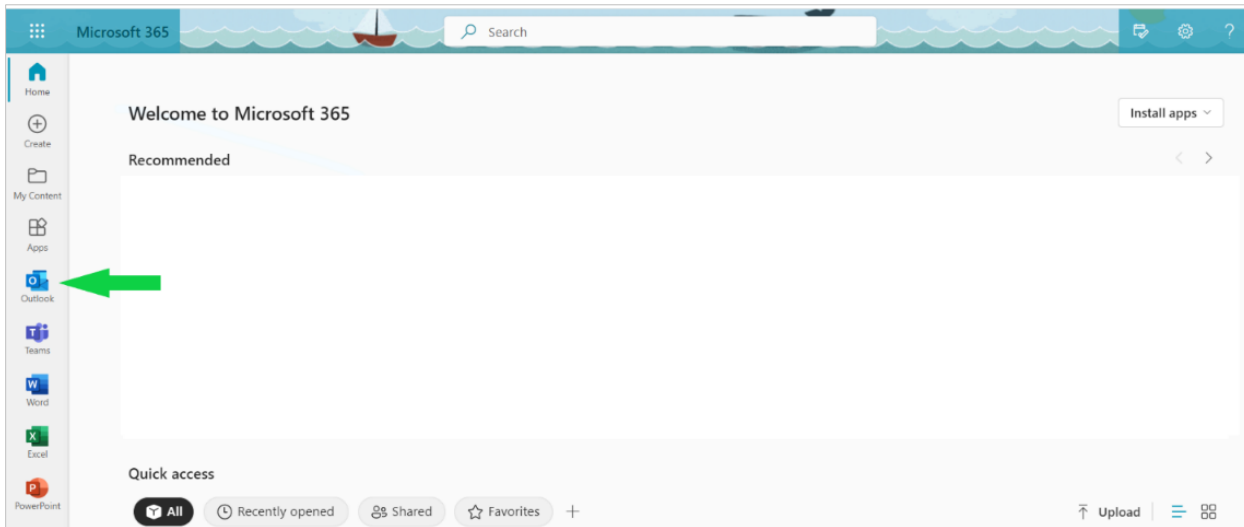 Microsoft 365
Search
?
Home
Create
My Content
Apps
Outlook
Teams
Word
Excel
PowerPoint
Welcome to Microsoft 365
Install apps
Recommended
Quick access
All
Recently opened
Shared
Favorites
Upload